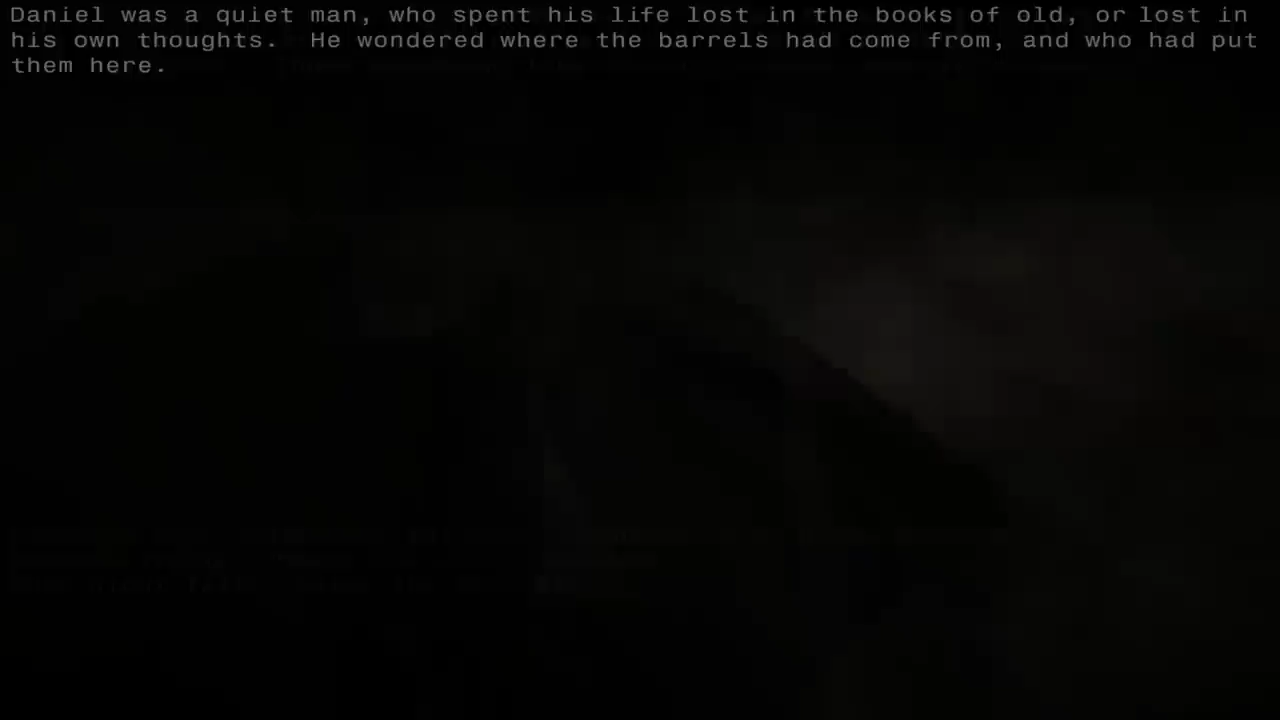 Daniel was a quiet man, who spent his life lost in the books of old, or lost in
his own thoughts.  He wondered where the barrels had come from, and who had put
them here.